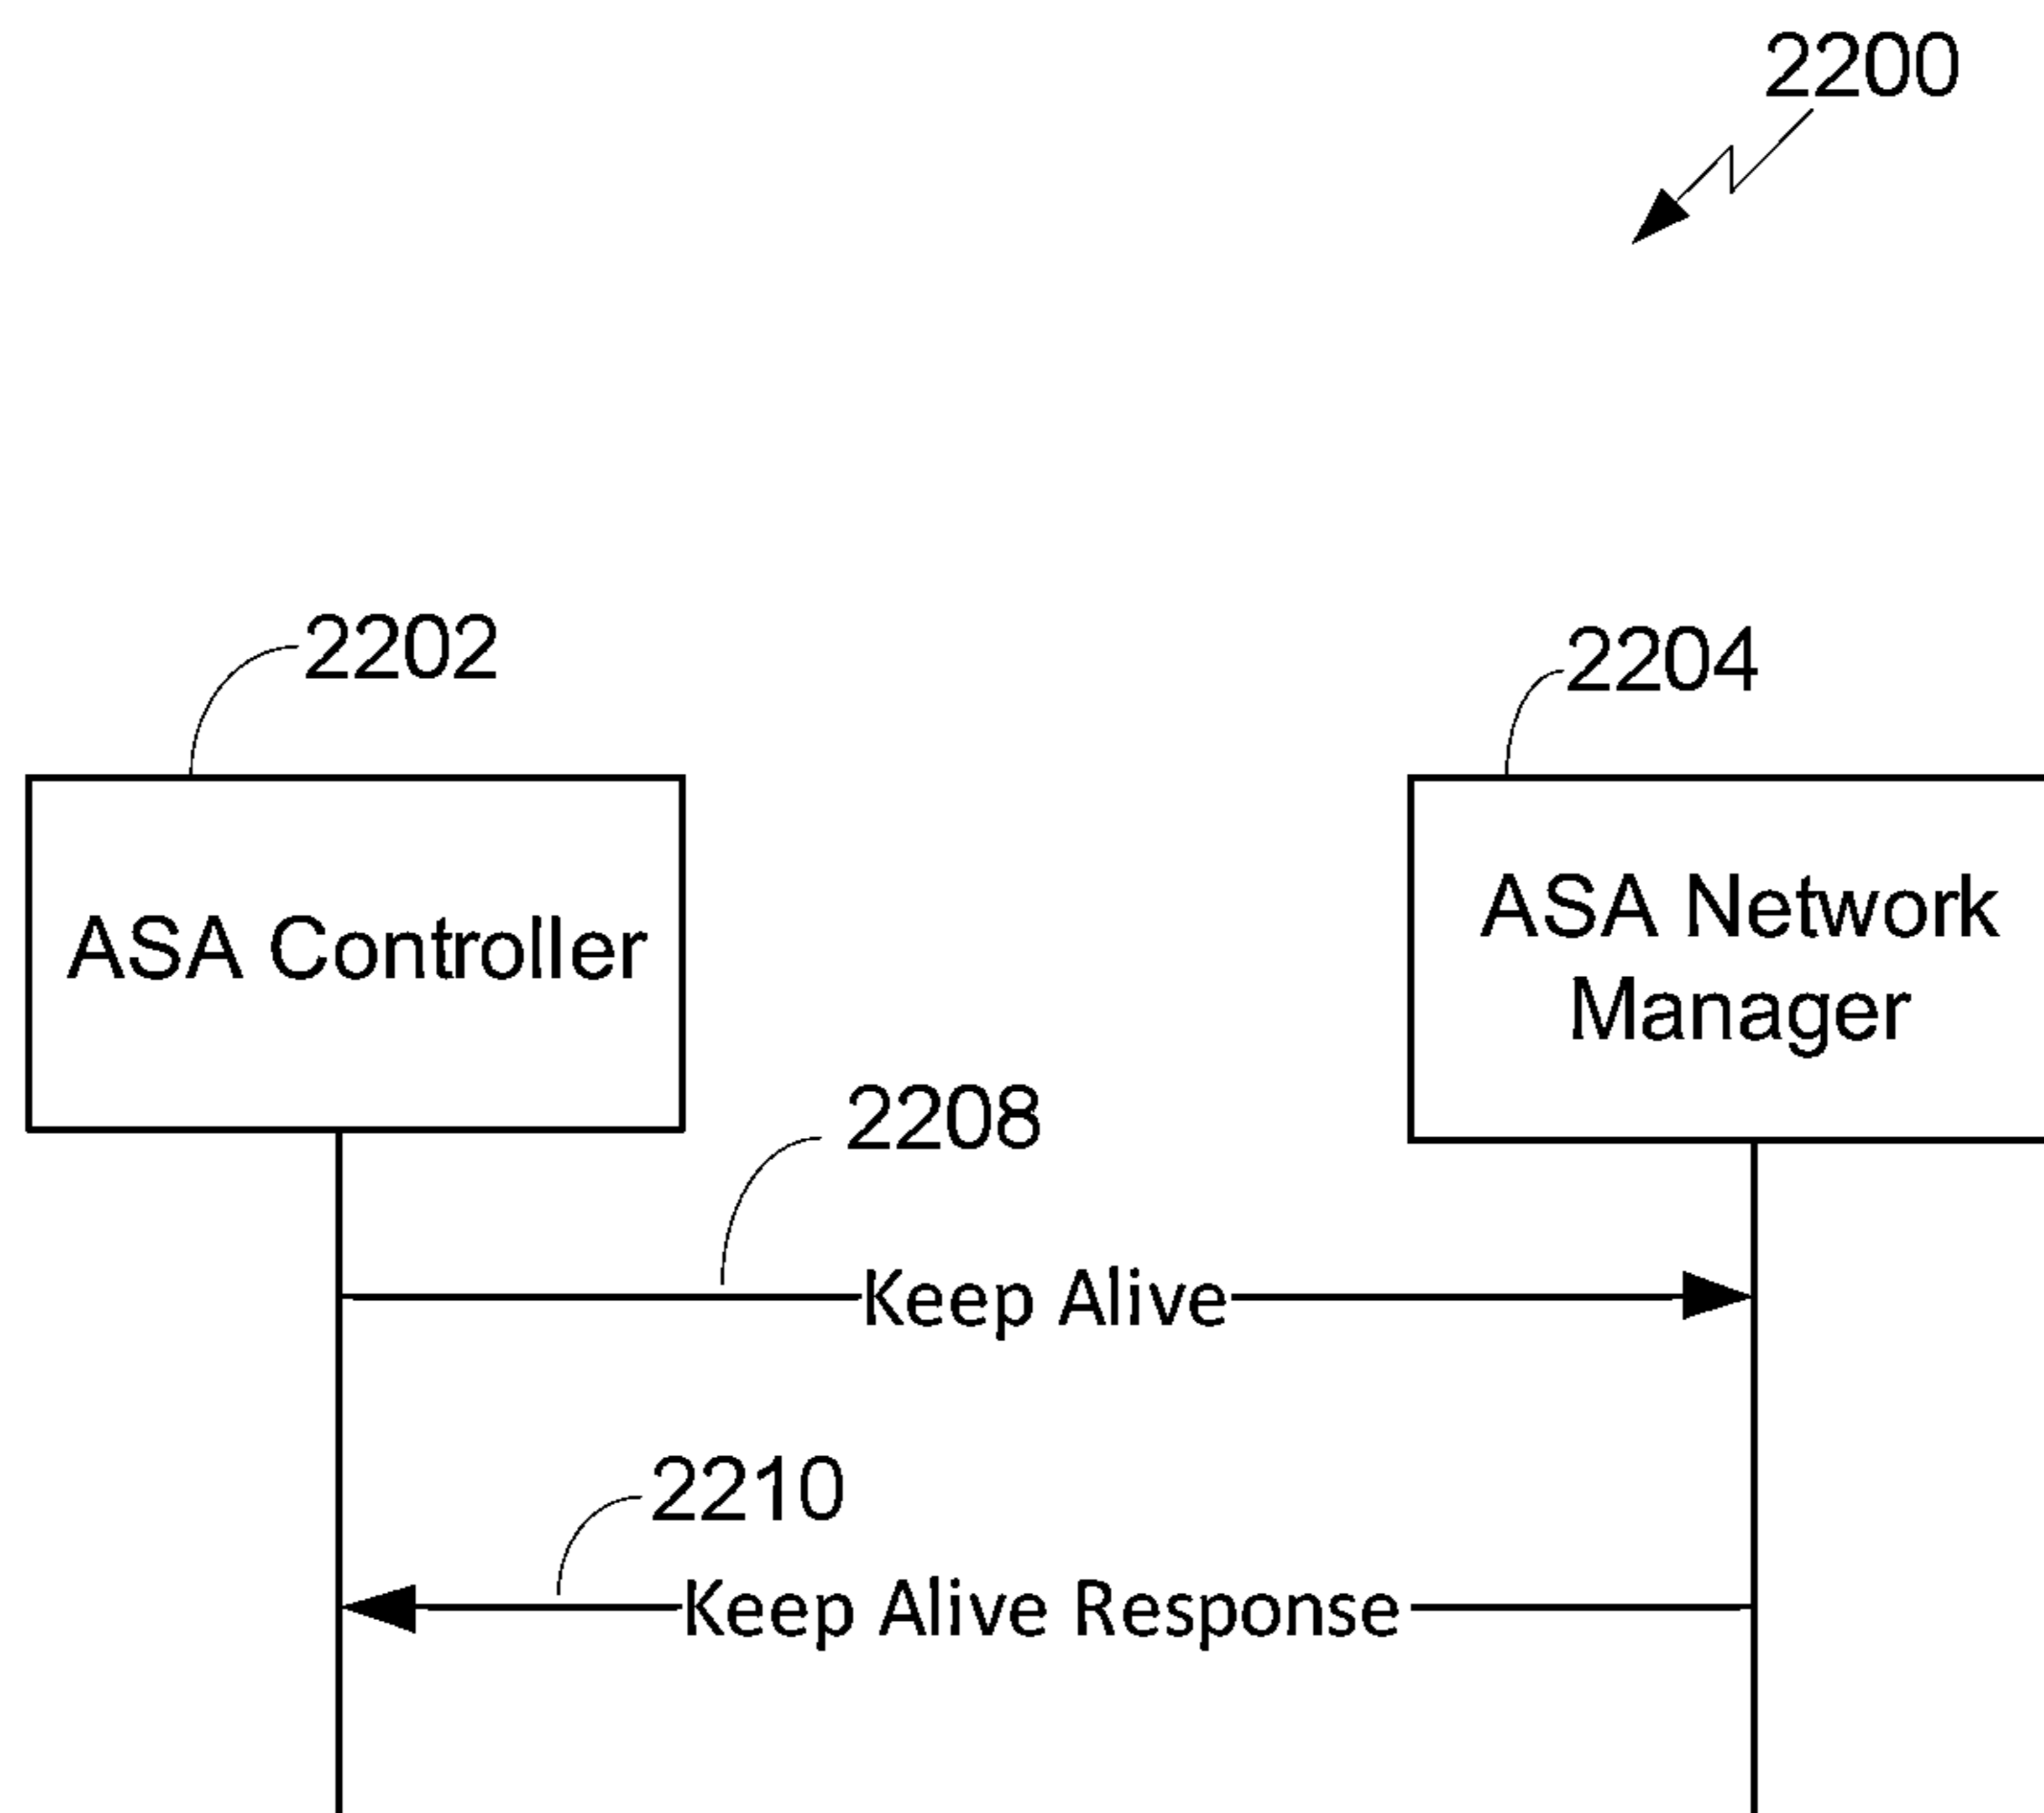 2200
2202
2204
ASA Controller
ASA Network
Manager
2208
Keep Alive
2210
Keep Alive Response